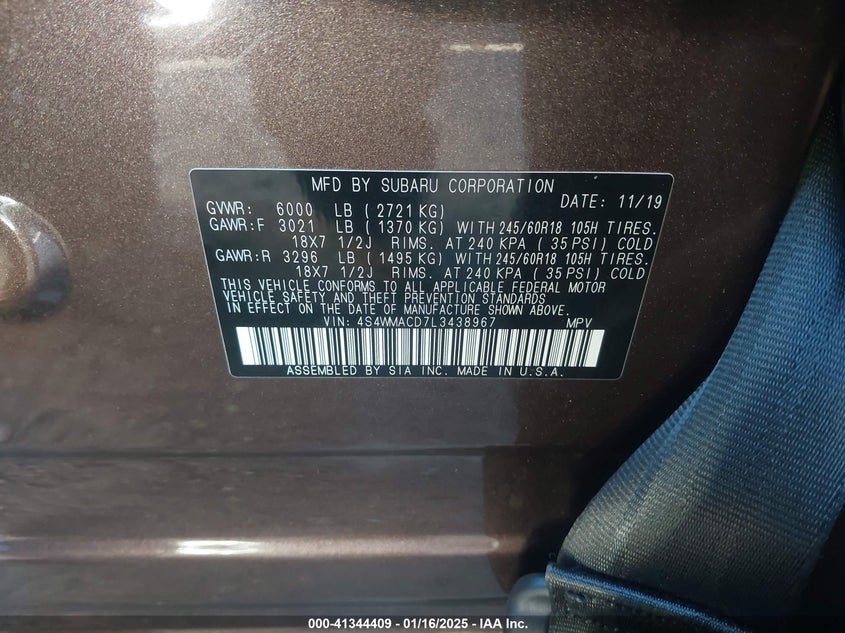 MFD BY SUBARU CORPORATION
DATE: 11/19
GVWR: 6000 LB ( 2721 KG)
GAWR:F 3021 LB ( 1370 KG) WITH 245/60R18 105H TIRES.
18X7 1/2J RIMS. AT 240 KPA ( 35 PSI) COLD
GAWR:R 3296 LB ( 1495 KG) WITH 245/60R18 105H TIRES.
18X7 1/2J RIMS. AT 240 KPA ( 35 PSI) COLD
THIS VEHICLE CONFORMS TO ALL APPLICABLE FEDERAL MOTOR
VEHICLE SAFETY AND THEFT PREVENTION STANDARDS
IN EFFECT ON THE DATE OF MANUFACTURE SHOWN ABOVE.
VIN: 4S4WMACD7L3438967 MPV
ASSEMBLED BY SIA INC. MADE IN U.S.A.
000-41344409 - 01/16/2025 - IAA Inc.